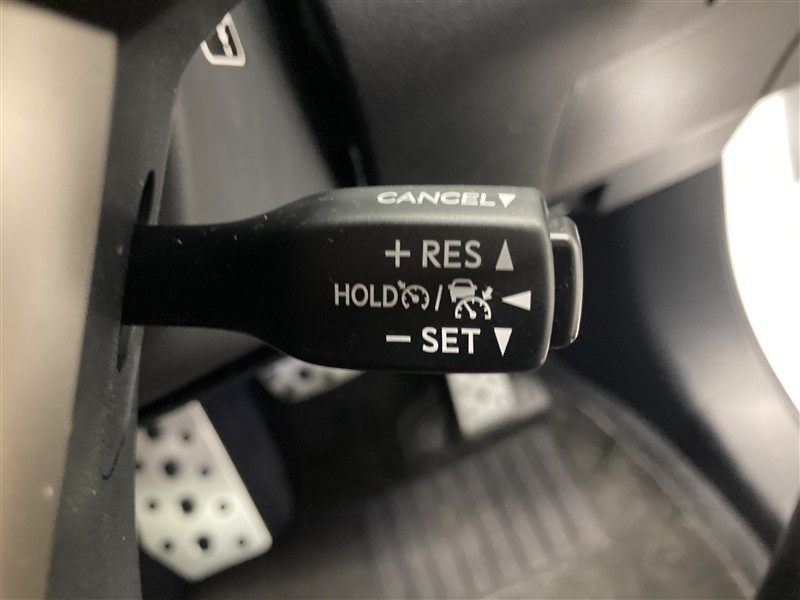 CANCEL▼
+ RES ▲
HOLD / ◀
− SET ▼